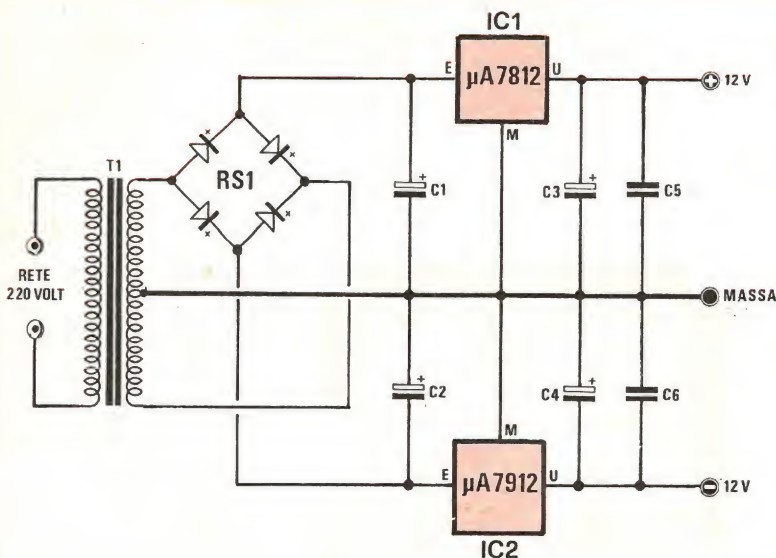 IC1
E
µA7812
U
⊕ 12 V
M
x
x
T1
RS1
+
C1
+
C3
C5
x
x
RETE
220 VOLT
MASSA
+
C2
+
C4
C6
M
E
µA7912
U
⊖ 12 V
IC2